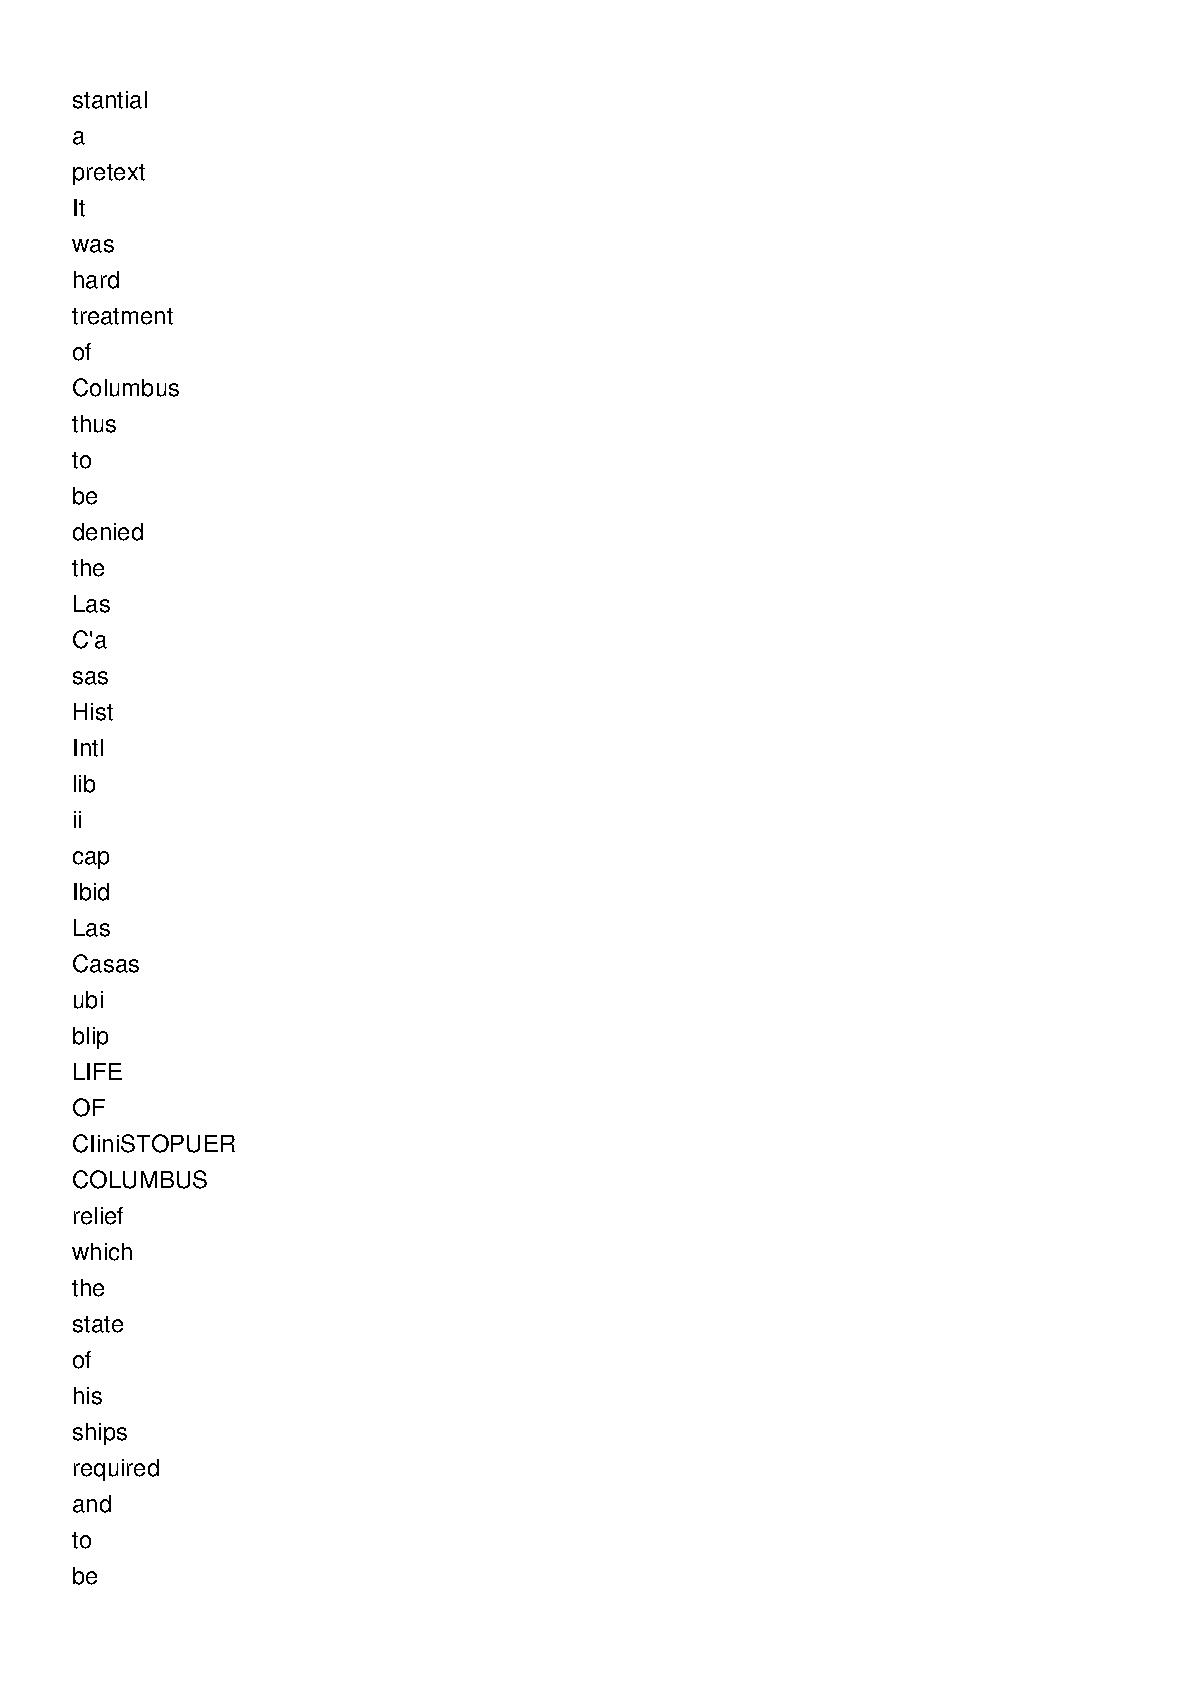 stantial
a
pretext
It
was
hard
treatment
of
Columbus
thus
to
be
denied
the
Las
C'a
sas
Hist
Intl
lib
ii
cap
Ibid
Las
Casas
ubi
blip
LIFE
OF
CIiniSTOPUER
COLUMBUS
relief
which
the
state
of
his
ships
required
and
to
be